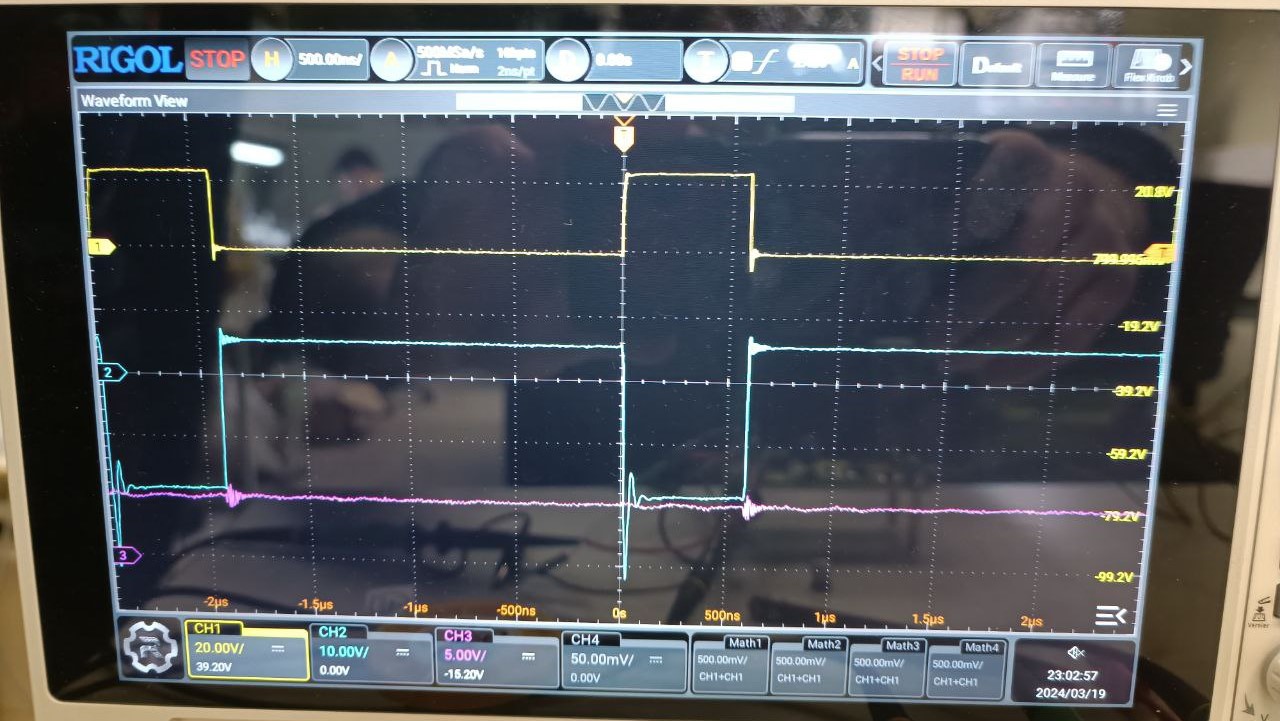 RIGOL STOP H 500.00ns/ A 500MSa/s 10kpt D 0.00s T A STOP Default Measure
Norm 2ns/pt RUN
Waveform View
T
20.8V
1
-19.2V
2
-39.2V
-59.2V
-79.2V
3
-99.2V
-2µs -1.5µs -1µs -500ns 0s 500ns 1µs 1.5µs 2µs
CH1 CH2 CH3 CH4 Math1 Math2 Math3 Math4
20.00V/ 10.00V/ 5.00V/ 50.00mV/ 500.00mV/ 500.00mV/ 500.00mV/ 500.00mV/
39.20V 0.00V -15.20V 0.00V CH1+CH1 CH1+CH1 CH1+CH1 CH1+CH1
23:02:57
2024/03/19
Vernier